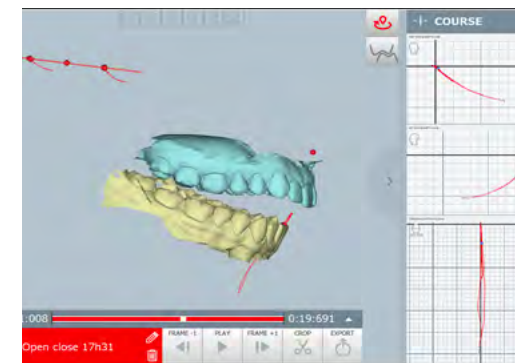 COURSE
:008
0:19:691
Open close 17h31
FRAME -1
PLAY
FRAME +1
CROP
EXPORT